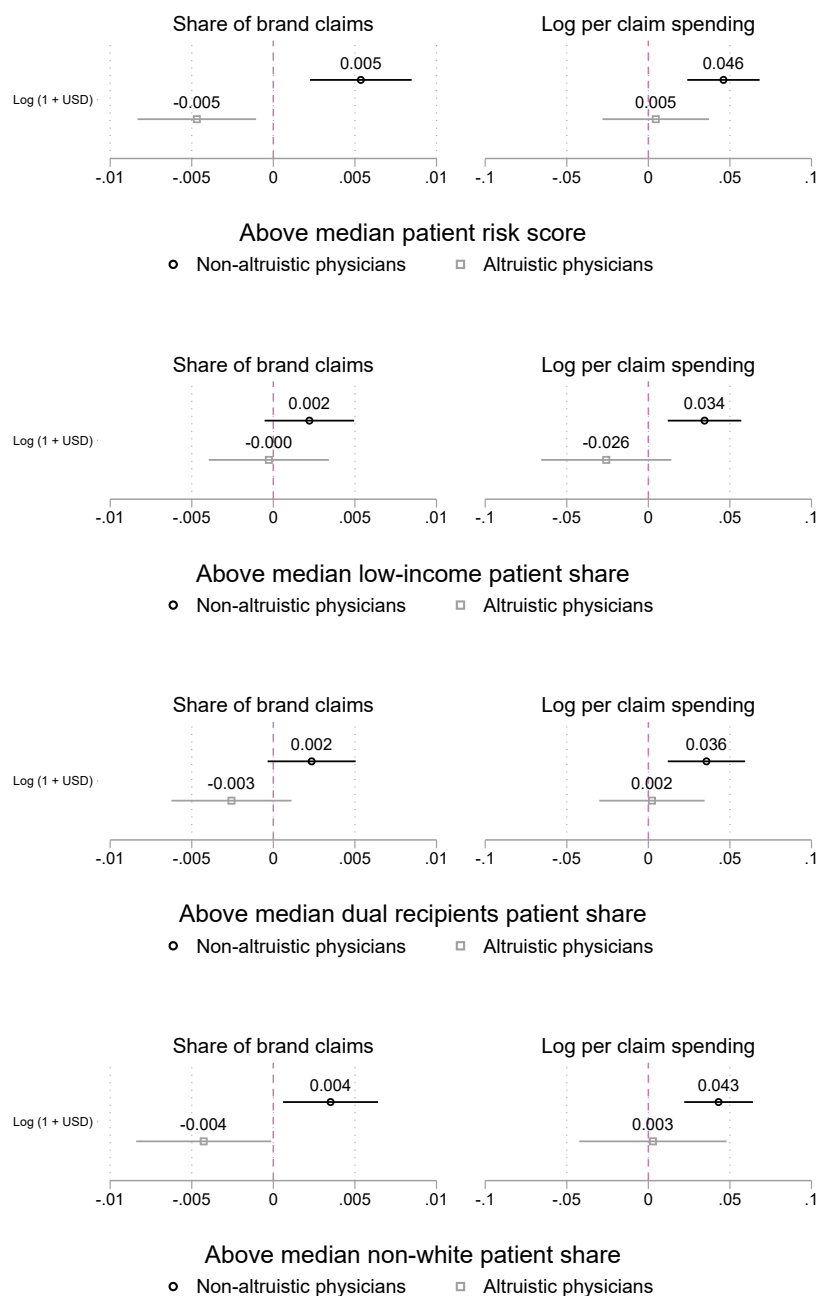 Share of brand claims Log per claim spending
0.005 0.046
-0.005 0.005
Log (1 + USD)
-.01 -.005 0 .005 .01 -.1 -.05 0 .05 .1
Above median patient risk score
Non-altruistic physicians Altruistic physicians
Share of brand claims Log per claim spending
0.002 0.034
-0.000 -0.026
Log (1 + USD)
-.01 -.005 0 .005 .01 -.1 -.05 0 .05 .1
Above median low-income patient share
Non-altruistic physicians Altruistic physicians
Share of brand claims Log per claim spending
0.002 0.036
-0.003 0.002
Log (1 + USD)
-.01 -.005 0 .005 .01 -.1 -.05 0 .05 .1
Above median dual recipients patient share
Non-altruistic physicians Altruistic physicians
Share of brand claims Log per claim spending
0.004 0.043
-0.004 0.003
Log (1 + USD)
-.01 -.005 0 .005 .01 -.1 -.05 0 .05 .1
Above median non-white patient share
Non-altruistic physicians Altruistic physicians